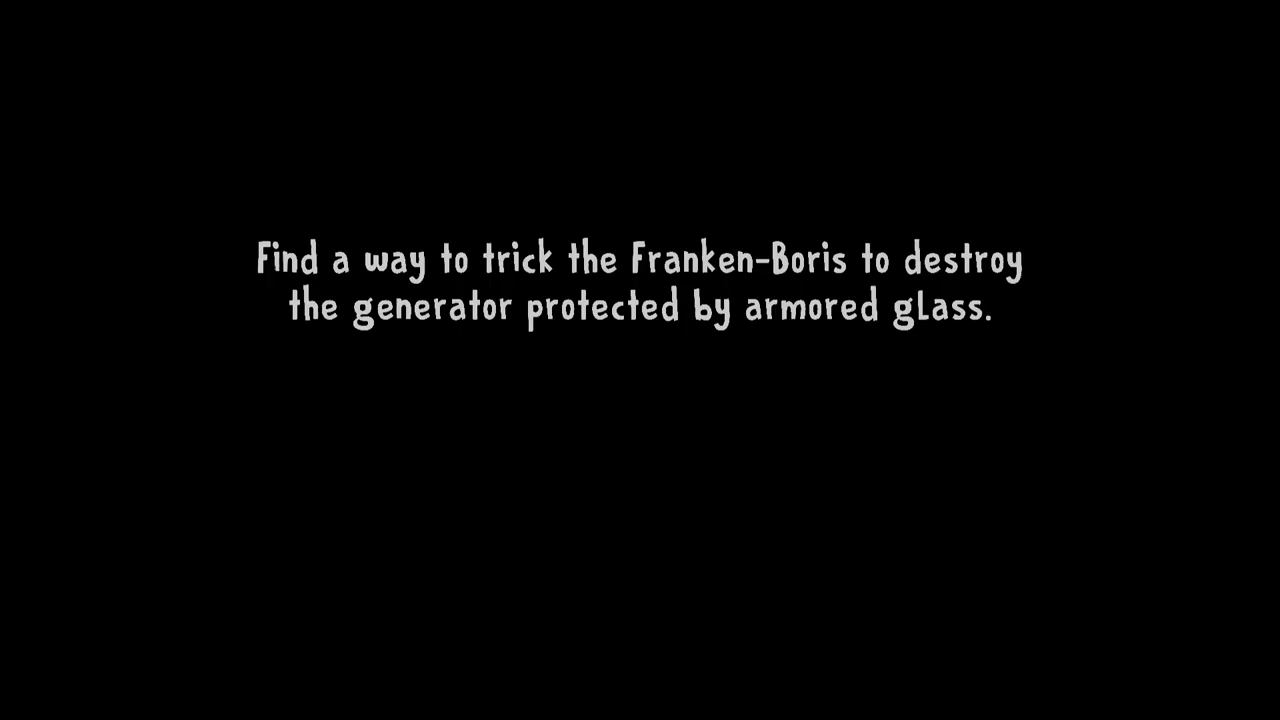 Find a way to trick the Franken-Boris to destroy
the generator protected by armored glass.